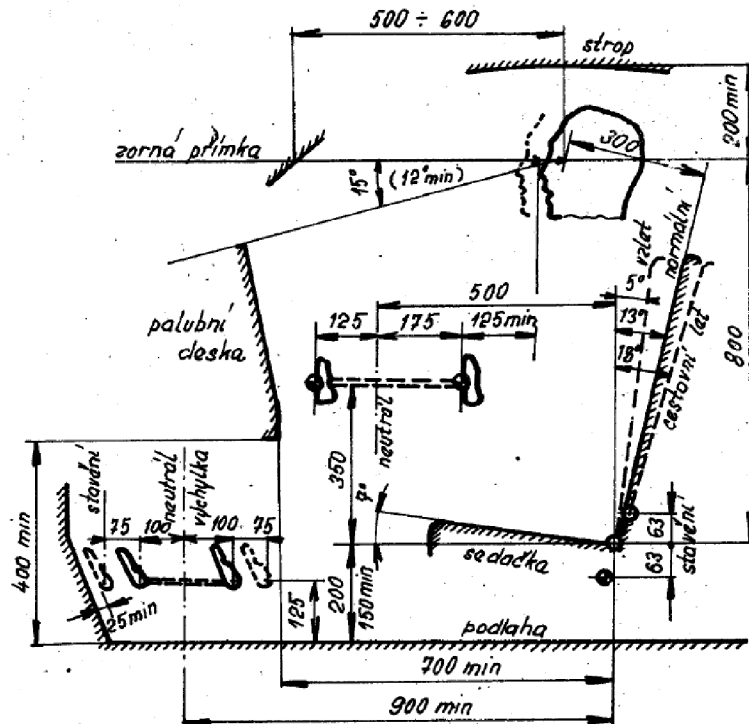 500 ÷ 600
strop
200 min
zorná přímka
300
15°
(12° min)
vzlet
normální
5°
500
13°
cestovní let
18°
800
palubní
deska
125
175
125 min
neutrál
350
7°
stavění
neutrál
výchylka
75
100
100
75
400 min
63
63
stavění
sedačka
25 min
125
200
150 min
podlaha
700 min
900 min